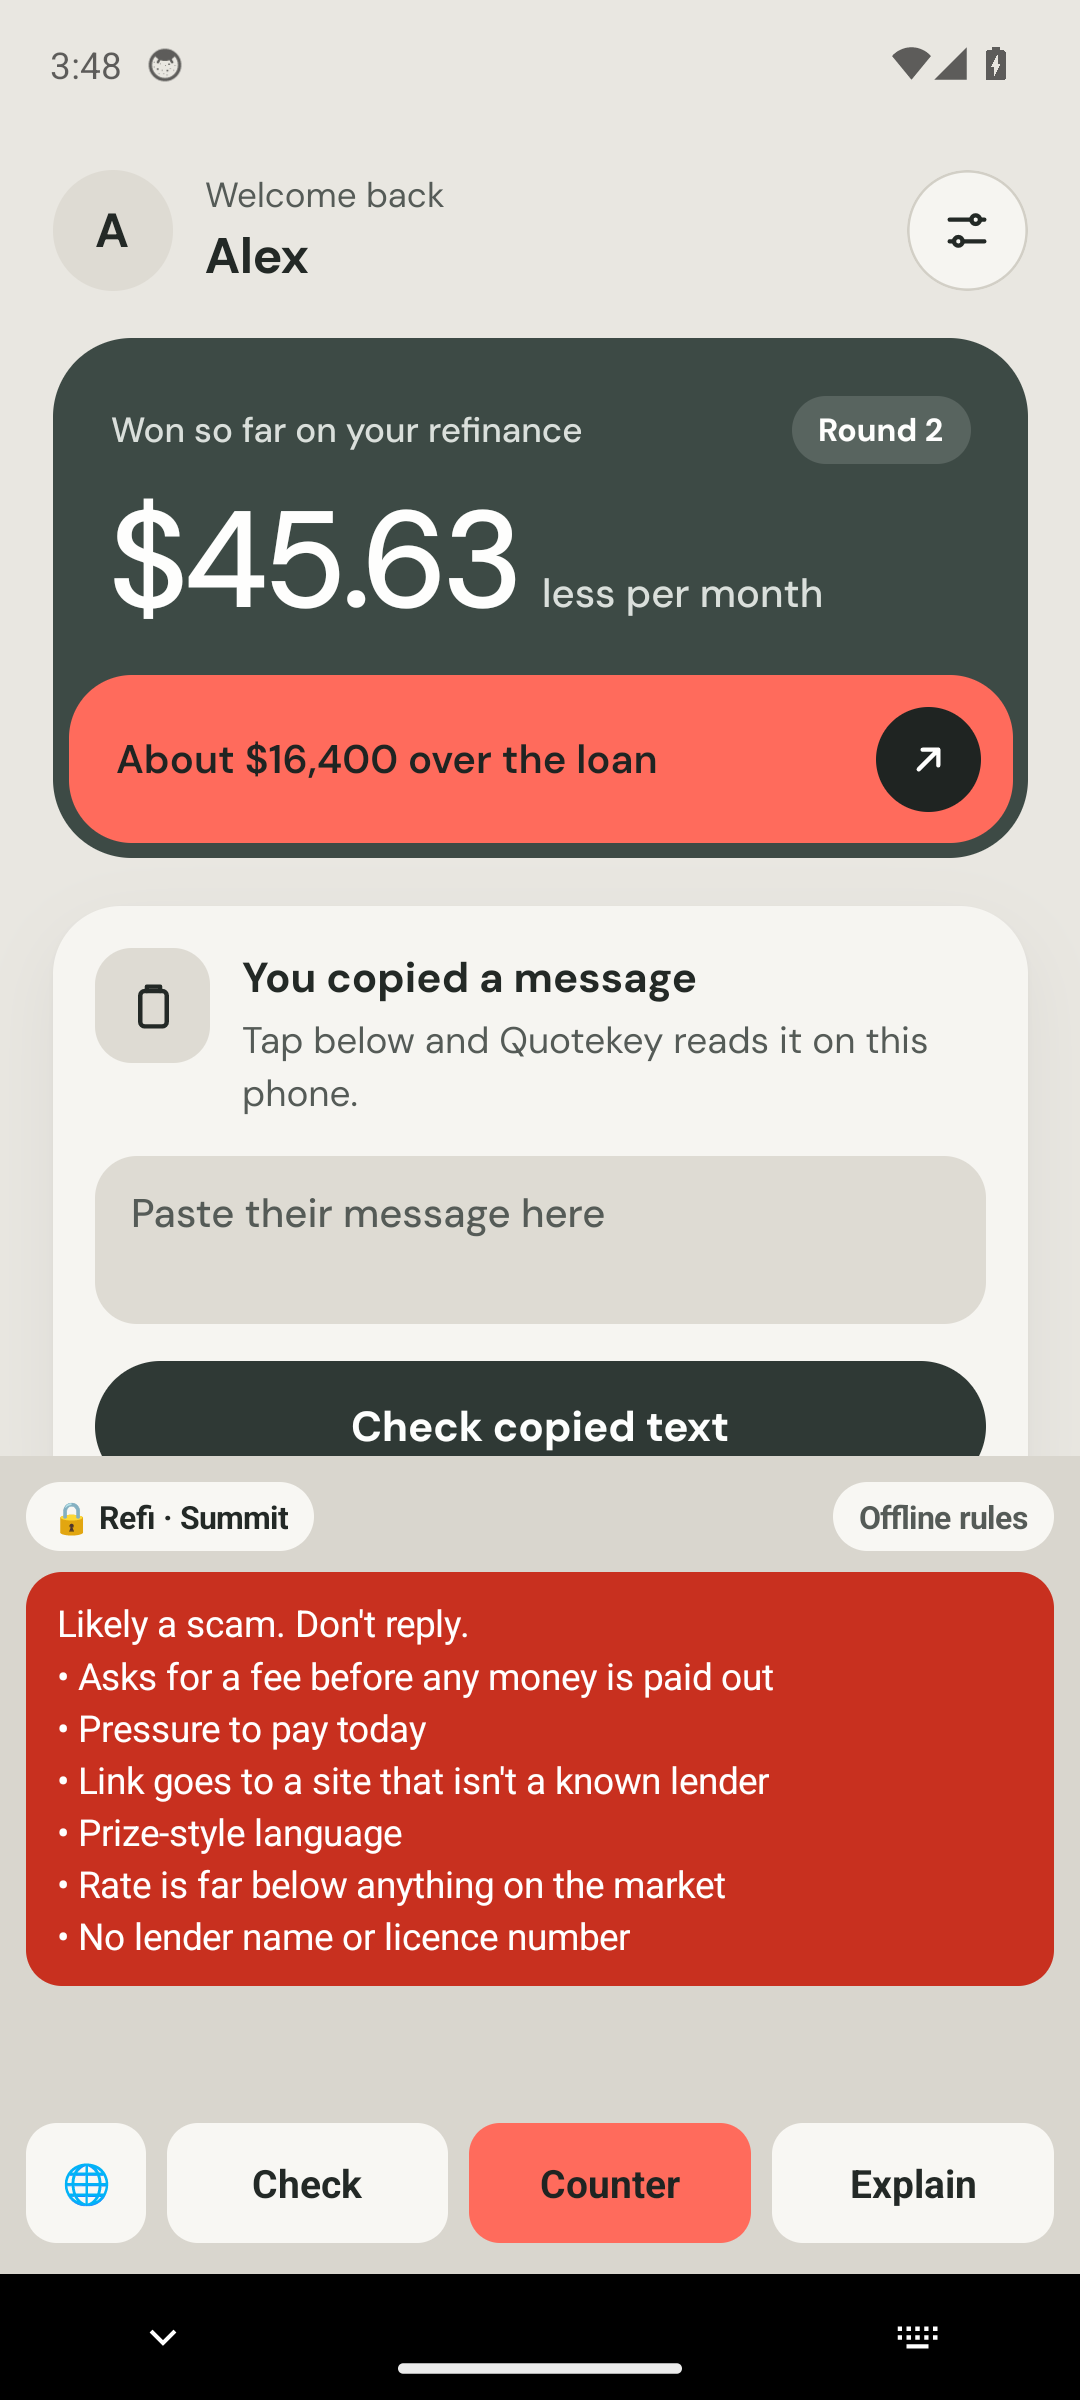 3:48
A
Welcome back
Alex
Won so far on your refinance
Round 2
$45.63 less per month
About $16,400 over the loan
You copied a message
Tap below and Quotekey reads it on this
phone.
Paste their message here
Check copied text
🔒 Refi · Summit
Offline rules
Likely a scam. Don't reply.
• Asks for a fee before any money is paid out
• Pressure to pay today
• Link goes to a site that isn't a known lender
• Prize-style language
• Rate is far below anything on the market
• No lender name or licence number
Check
Counter
Explain